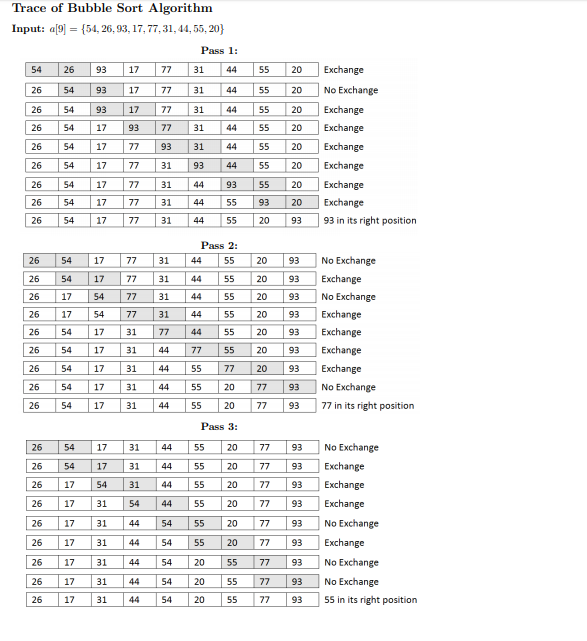 Trace of Bubble Sort Algorithm
Input: a[9] = {54, 26, 93, 17, 77, 31, 44, 55, 20}
Pass 1:
54 26 93 17 77 31 44 55 20 Exchange
26 54 93 17 77 31 44 55 20 No Exchange
26 54 93 17 77 31 44 55 20 Exchange
26 54 17 93 77 31 44 55 20 Exchange
26 54 17 77 93 31 44 55 20 Exchange
26 54 17 77 31 93 44 55 20 Exchange
26 54 17 77 31 44 93 55 20 Exchange
26 54 17 77 31 44 55 93 20 Exchange
26 54 17 77 31 44 55 20 93 93 in its right position
Pass 2:
26 54 17 77 31 44 55 20 93 No Exchange
26 54 17 77 31 44 55 20 93 Exchange
26 17 54 77 31 44 55 20 93 No Exchange
26 17 54 77 31 44 55 20 93 Exchange
26 54 17 31 77 44 55 20 93 Exchange
26 54 17 31 44 77 55 20 93 Exchange
26 54 17 31 44 55 77 20 93 Exchange
26 54 17 31 44 55 20 77 93 No Exchange
26 54 17 31 44 55 20 77 93 77 in its right position
Pass 3:
26 54 17 31 44 55 20 77 93 No Exchange
26 54 17 31 44 55 20 77 93 Exchange
26 17 54 31 44 55 20 77 93 Exchange
26 17 31 54 44 55 20 77 93 Exchange
26 17 31 44 54 55 20 77 93 No Exchange
26 17 31 44 54 55 20 77 93 Exchange
26 17 31 44 54 20 55 77 93 No Exchange
26 17 31 44 54 20 55 77 93 No Exchange
26 17 31 44 54 20 55 77 93 55 in its right position